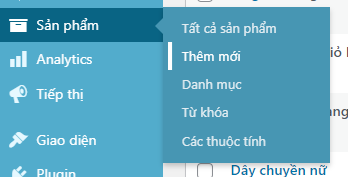 Sản phẩm
Tất cả sản phẩm
Thêm mới
Danh mục
Từ khóa
Các thuộc tính
Analytics
Tiếp thị
Giao diện
Plugin
Dây chuyền nữ